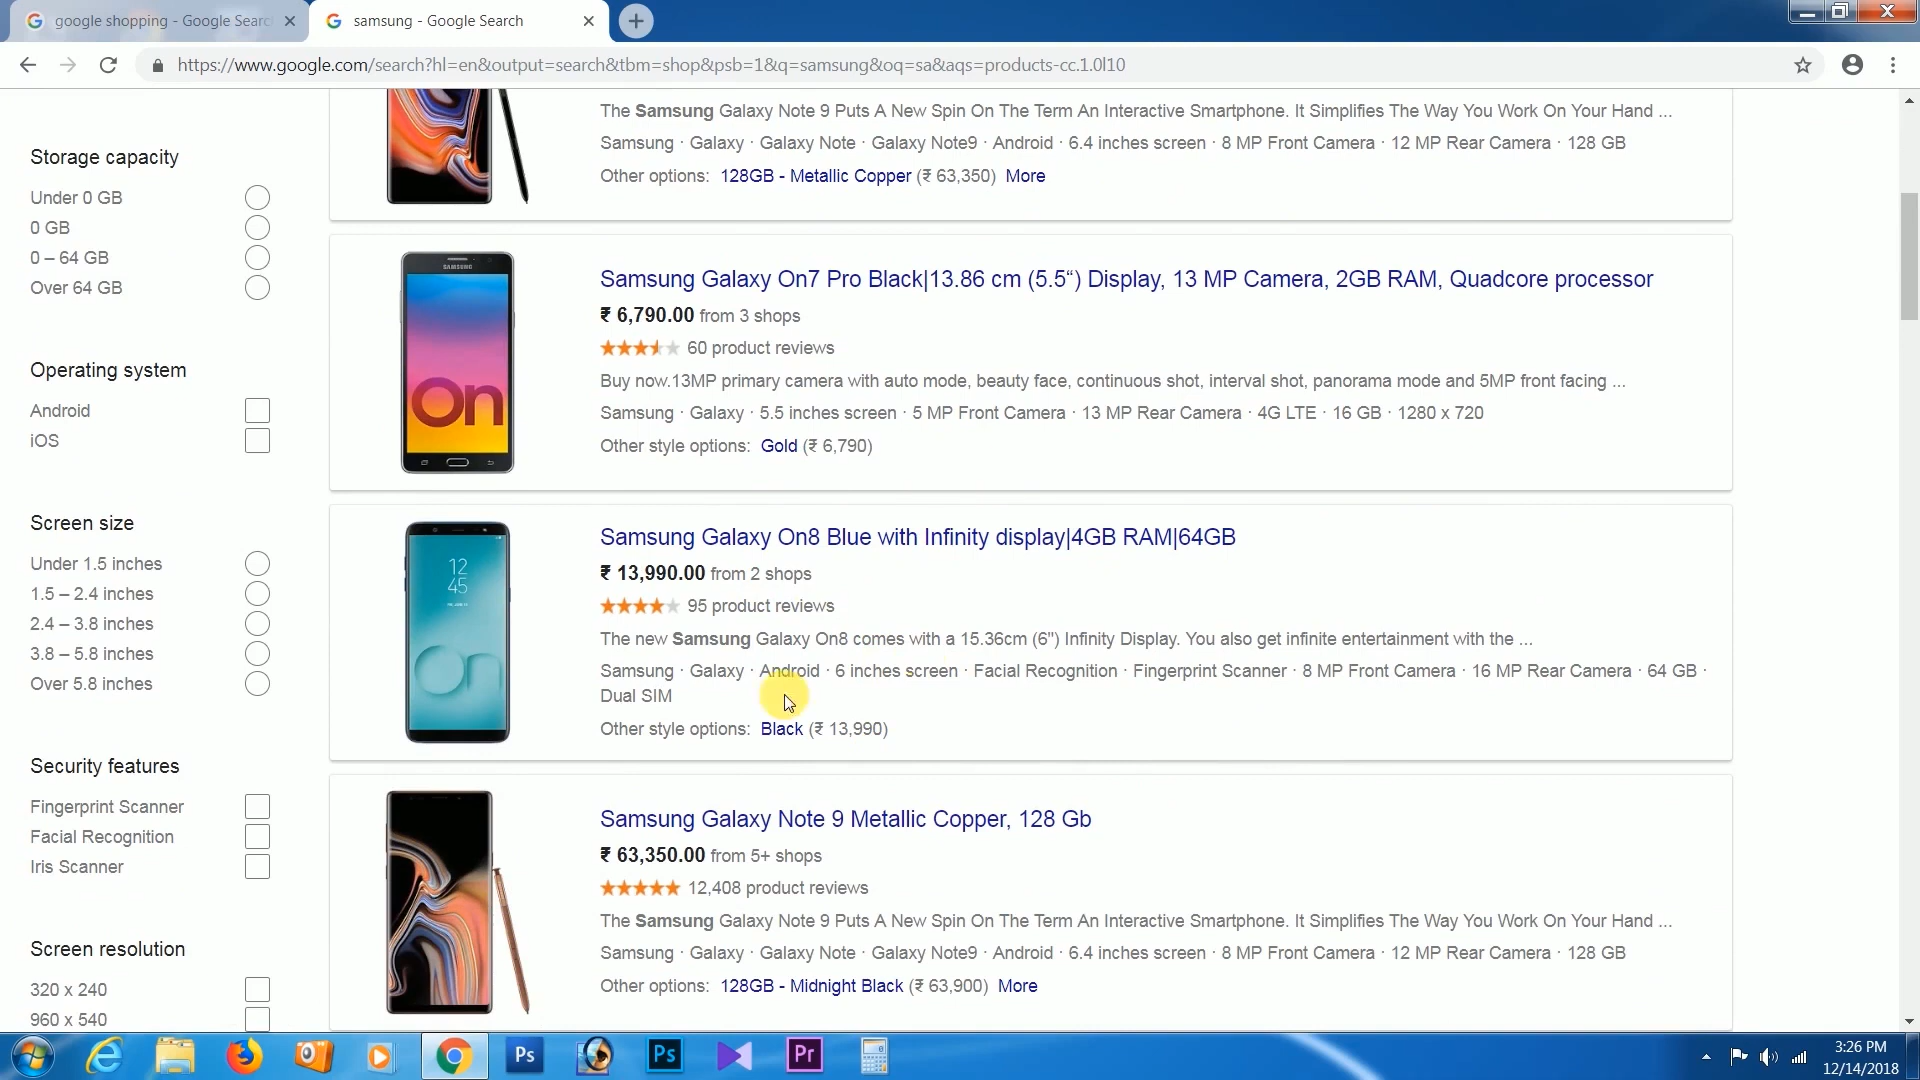 google shopping - Google Searc
samsung - Google Search
https://www.google.com/search?hl=en&output=search&tbm=shop&psb=1&q=samsung&oq=sa&aqs=products-cc.1.0l10
Storage capacity
Under 0 GB
0 GB
0 – 64 GB
Over 64 GB
Operating system
Android
iOS
Screen size
Under 1.5 inches
1.5 – 2.4 inches
2.4 – 3.8 inches
3.8 – 5.8 inches
Over 5.8 inches
Security features
Fingerprint Scanner
Facial Recognition
Iris Scanner
Screen resolution
320 x 240
960 x 540
The Samsung Galaxy Note 9 Puts A New Spin On The Term An Interactive Smartphone. It Simplifies The Way You Work On Your Hand ...
Samsung · Galaxy · Galaxy Note · Galaxy Note9 · Android · 6.4 inches screen · 8 MP Front Camera · 12 MP Rear Camera · 128 GB
Other options: 128GB - Metallic Copper (₹ 63,350) More
SAMSUNG
On
Samsung Galaxy On7 Pro Black|13.86 cm (5.5“) Display, 13 MP Camera, 2GB RAM, Quadcore processor
₹ 6,790.00 from 3 shops
60 product reviews
Buy now.13MP primary camera with auto mode, beauty face, continuous shot, interval shot, panorama mode and 5MP front facing ...
Samsung · Galaxy · 5.5 inches screen · 5 MP Front Camera · 13 MP Rear Camera · 4G LTE · 16 GB · 1280 x 720
Other style options: Gold (₹ 6,790)
12
45
On
Samsung Galaxy On8 Blue with Infinity display|4GB RAM|64GB
₹ 13,990.00 from 2 shops
95 product reviews
The new Samsung Galaxy On8 comes with a 15.36cm (6") Infinity Display. You also get infinite entertainment with the ...
Samsung · Galaxy · Android · 6 inches screen · Facial Recognition · Fingerprint Scanner · 8 MP Front Camera · 16 MP Rear Camera · 64 GB ·
Dual SIM
Other style options: Black (₹ 13,990)
Samsung Galaxy Note 9 Metallic Copper, 128 Gb
₹ 63,350.00 from 5+ shops
12,408 product reviews
The Samsung Galaxy Note 9 Puts A New Spin On The Term An Interactive Smartphone. It Simplifies The Way You Work On Your Hand ...
Samsung · Galaxy · Galaxy Note · Galaxy Note9 · Android · 6.4 inches screen · 8 MP Front Camera · 12 MP Rear Camera · 128 GB
Other options: 128GB - Midnight Black (₹ 63,900) More
Ps
Ps
Pr
3:26 PM
12/14/2018